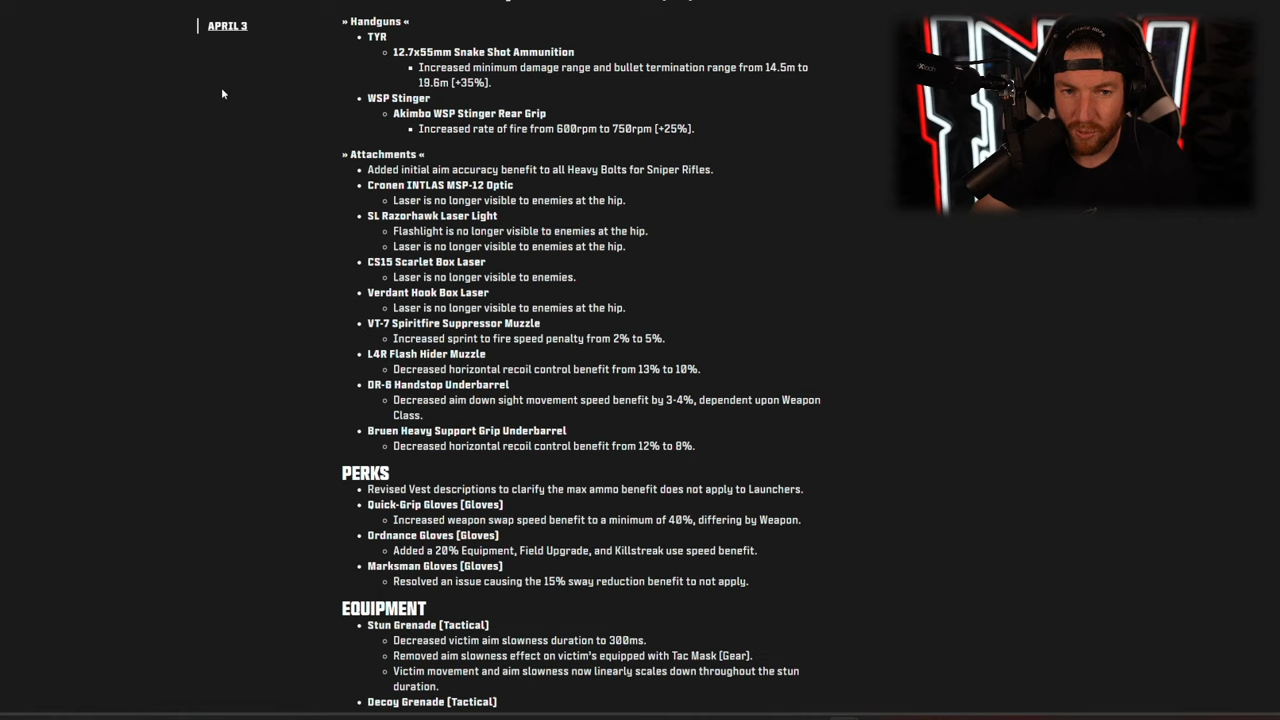 APRIL 3
» Handguns «
• TYR
12.7x55mm Snake Shot Ammunition
Increased minimum damage range and bullet termination range from 14.5m to
19.6m [+35%].
• WSP Stinger
Akimbo WSP Stinger Rear Grip
Increased rate of fire from 600rpm to 750rpm [+25%].
» Attachments «
• Added initial aim accuracy benefit to all Heavy Bolts for Sniper Rifles.
• Cronen INTLAS MSP-12 Optic
Laser is no longer visible to enemies at the hip.
• SL Razorhawk Laser Light
Flashlight is no longer visible to enemies at the hip.
Laser is no longer visible to enemies at the hip.
• CS15 Scarlet Box Laser
Laser is no longer visible to enemies.
• Verdant Hook Box Laser
Laser is no longer visible to enemies at the hip.
• VT-7 Spiritfire Suppressor Muzzle
Increased sprint to fire speed penalty from 2% to 5%.
• L4R Flash Hider Muzzle
Decreased horizontal recoil control benefit from 13% to 10%.
• DR-6 Handstop Underbarrel
Decreased aim down sight movement speed benefit by 3-4%, dependent upon Weapon
Class.
• Bruen Heavy Support Grip Underbarrel
Decreased horizontal recoil control benefit from 12% to 8%.
PERKS
• Revised Vest descriptions to clarify the max ammo benefit does not apply to Launchers.
• Quick-Grip Gloves [Gloves]
Increased weapon swap speed benefit to a minimum of 40%, differing by Weapon.
• Ordnance Gloves [Gloves]
Added a 20% Equipment, Field Upgrade, and Killstreak use speed benefit.
• Marksman Gloves [Gloves]
Resolved an issue causing the 15% sway reduction benefit to not apply.
EQUIPMENT
• Stun Grenade [Tactical]
Decreased victim aim slowness duration to 300ms.
Removed aim slowness effect on victim's equipped with Tac Mask [Gear].
Victim movement and aim slowness now linearly scales down throughout the stun
duration.
• Decoy Grenade [Tactical]